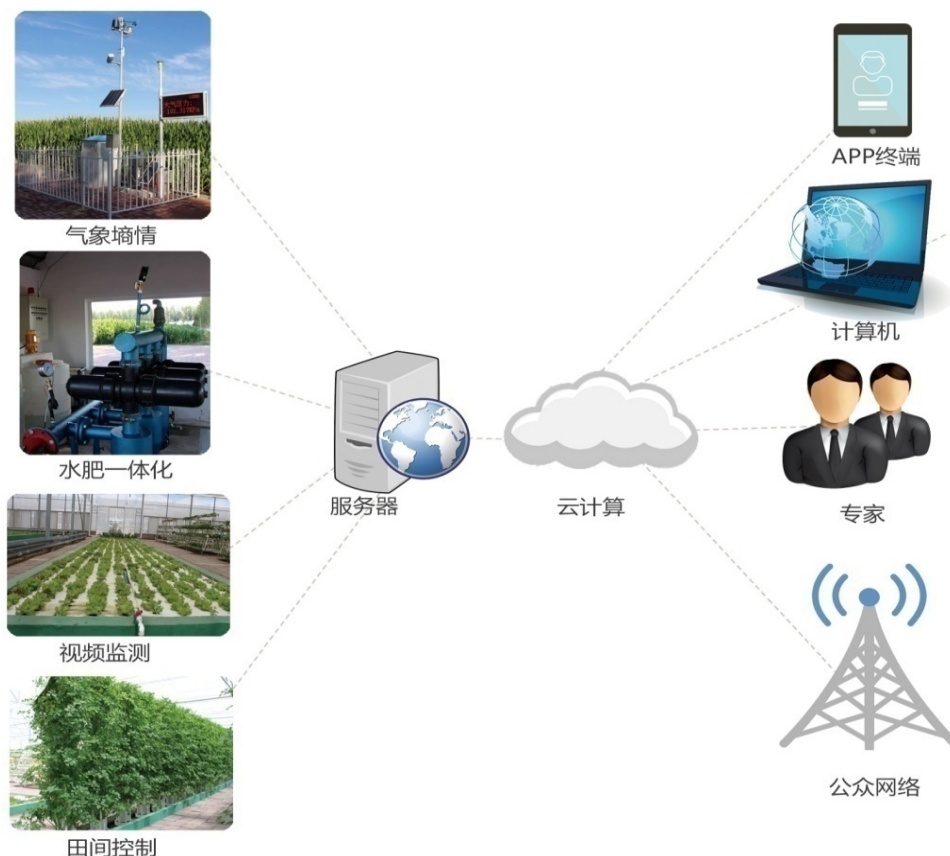 气象墒情
水肥一体化
视频监测
田间控制
服务器
云计算
APP终端
计算机
专家
公众网络